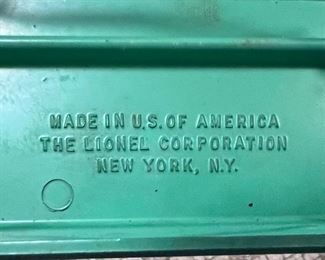 MADE IN U.S. OF AMERICA
THE LIONEL CORPORATION
NEW YORK, N.Y.